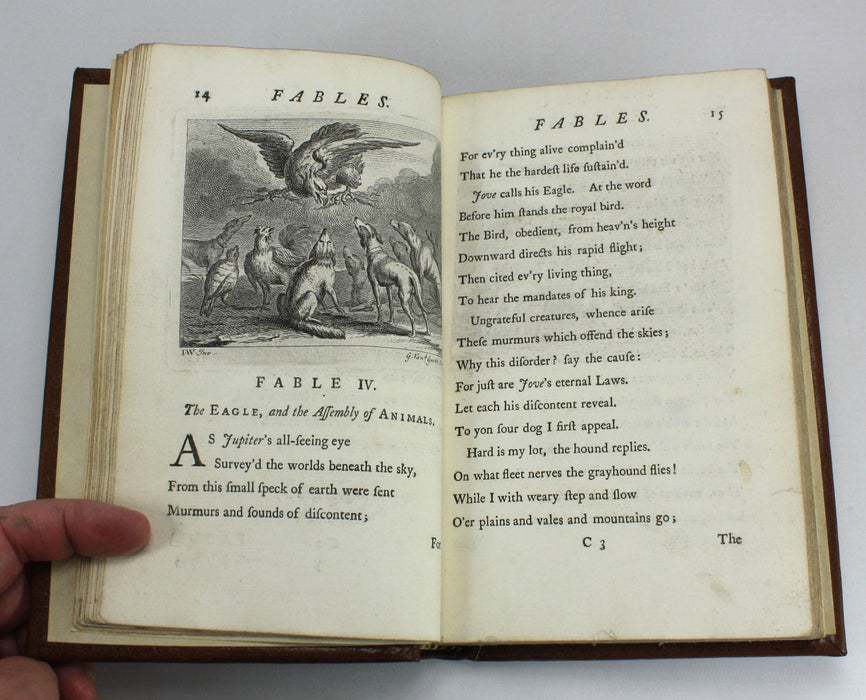 14 FABLES.
I W. Inv
FABLE IV.
The EAGLE, and the Aſſembly of ANIMALS.
AS Jupiter's all-ſeeing eye
Survey'd the worlds beneath the sky,
From this ſmall ſpeck of earth were ſent
Murmurs and ſounds of diſcontent;
For
FABLES. 15
For ev'ry thing alive complain'd
That he the hardeſt life ſuſtain'd.
Jove calls his Eagle. At the word
Before him ſtands the royal bird.
The Bird, obedient, from heav'n's height
Downward directs his rapid flight;
Then cited ev'ry living thing,
To hear the mandates of his king.
Ungrateful creatures, whence ariſe
Theſe murmurs which offend the skies;
Why this diſorder? ſay the cauſe:
For juſt are Jove's eternal Laws.
Let each his diſcontent reveal.
To yon ſour dog I firſt appeal.
Hard is my lot, the hound replies.
On what fleet nerves the grayhound flies!
While I with weary ſtep and ſlow
O'er plains and vales and mountains go;
C 3 The